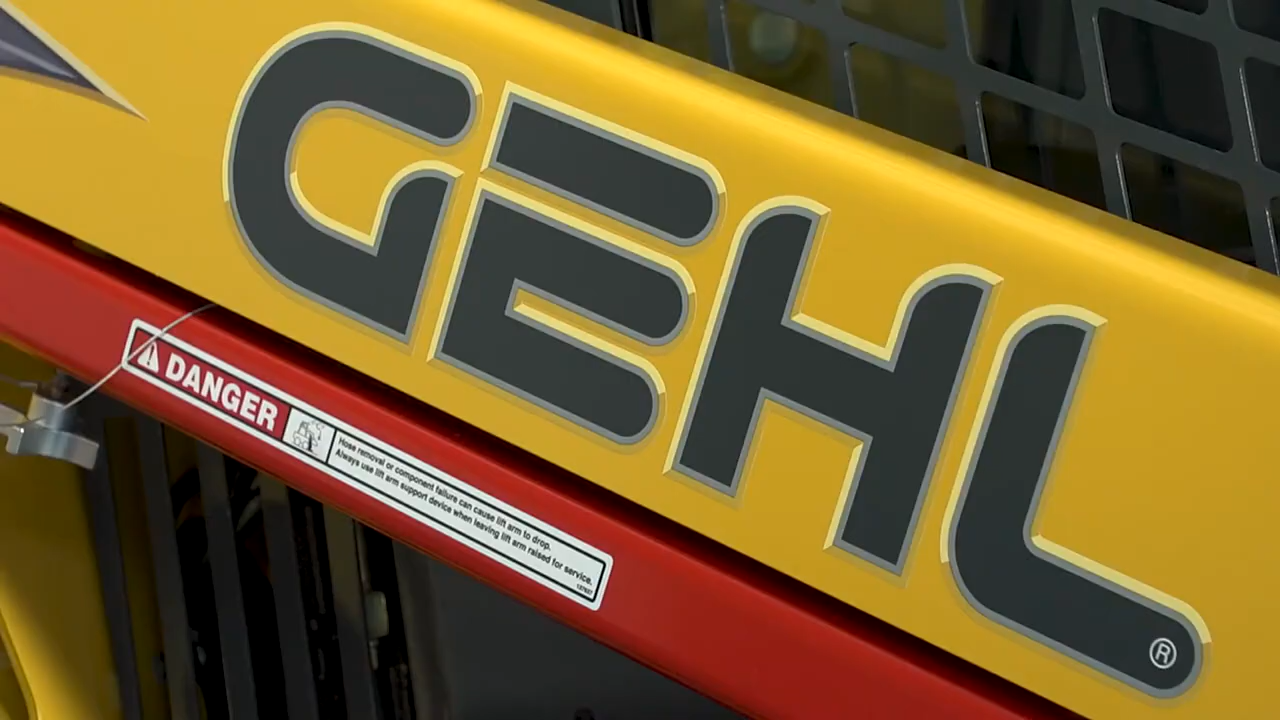 GEHL®
DANGER
Hose removal or component failure can cause lift arm to drop.
Always use lift arm support device when leaving lift arm raised for service.